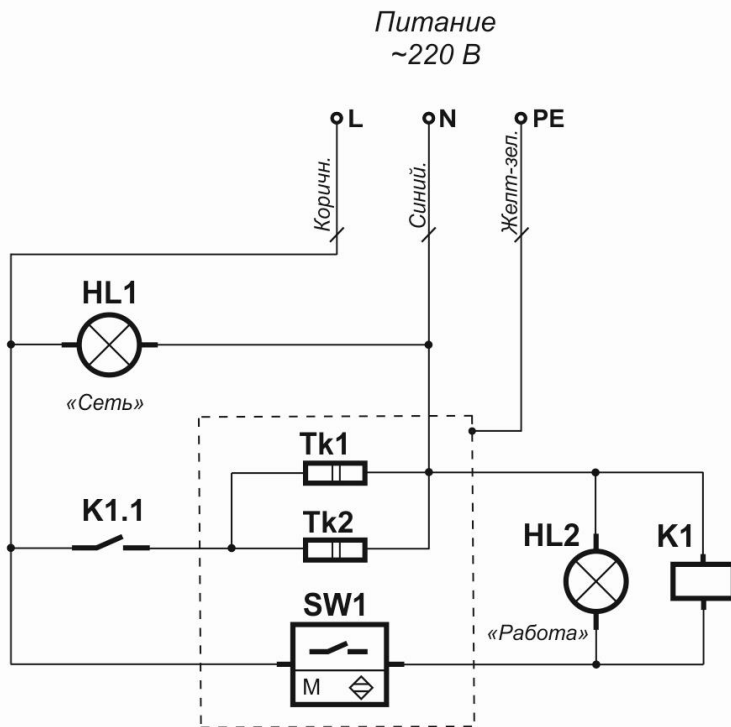 Питание
~220 В
L
N
PE
Коричн.
Синий.
Желт-зел.
HL1
«Сеть»
Tk1
K1.1
Tk2
HL2
K1
SW1
«Работа»
M